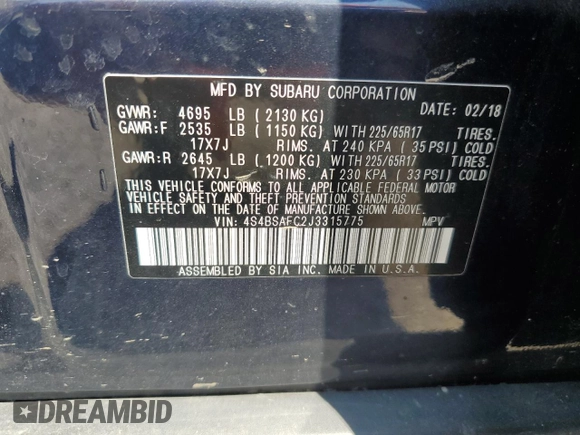 MFD BY SUBARU CORPORATION
GVWR: 4695 LB ( 2130 KG) DATE: 02/18
GAWR:F 2535 LB ( 1150 KG) WITH 225/65R17 TIRES.
17X7J RIMS. AT 240 KPA ( 35 PSI) COLD
GAWR:R 2645 LB ( 1200 KG) WITH 225/65R17 TIRES.
17X7J RIMS. AT 230 KPA ( 33 PSI) COLD
THIS VEHICLE CONFORMS TO ALL APPLICABLE FEDERAL MOTOR
VEHICLE SAFETY AND THEFT PREVENTION STANDARDS
IN EFFECT ON THE DATE OF MANUFACTURE SHOWN ABOVE.
VIN: 4S4BSAFC2J3315775 MPV
ASSEMBLED BY SIA INC. MADE IN U.S.A.
DREAMBID